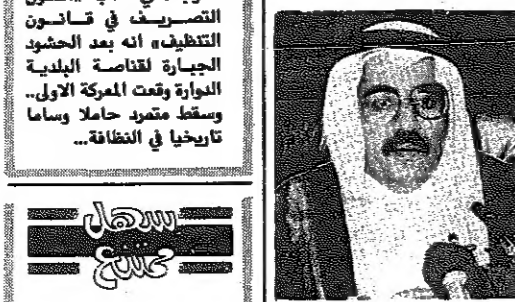 التصريف في قانون
التنظيف» انه بعد الحشود
الجبارة لقناصة البلدية
الدوارة وقعت المعركة الاولى..
وسقط متمرد حاملا وساما
تاريخيا في النظافة...
سهل
ممتنع